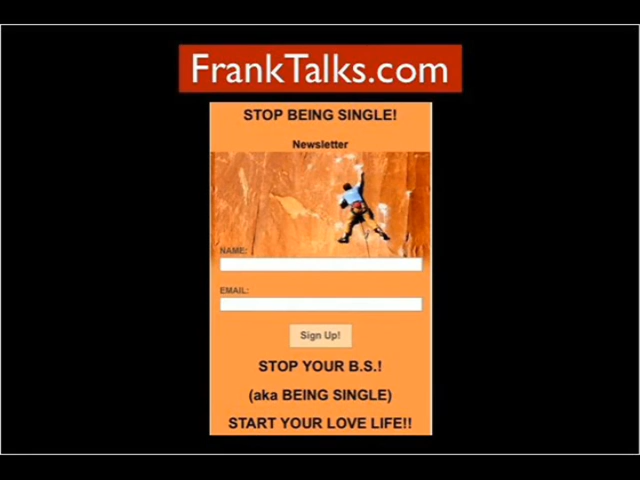 FrankTalks.com
STOP BEING SINGLE!
Newsletter
NAME:
EMAIL:
Sign Up!
STOP YOUR B.S.!
(aka BEING SINGLE)
START YOUR LOVE LIFE!!